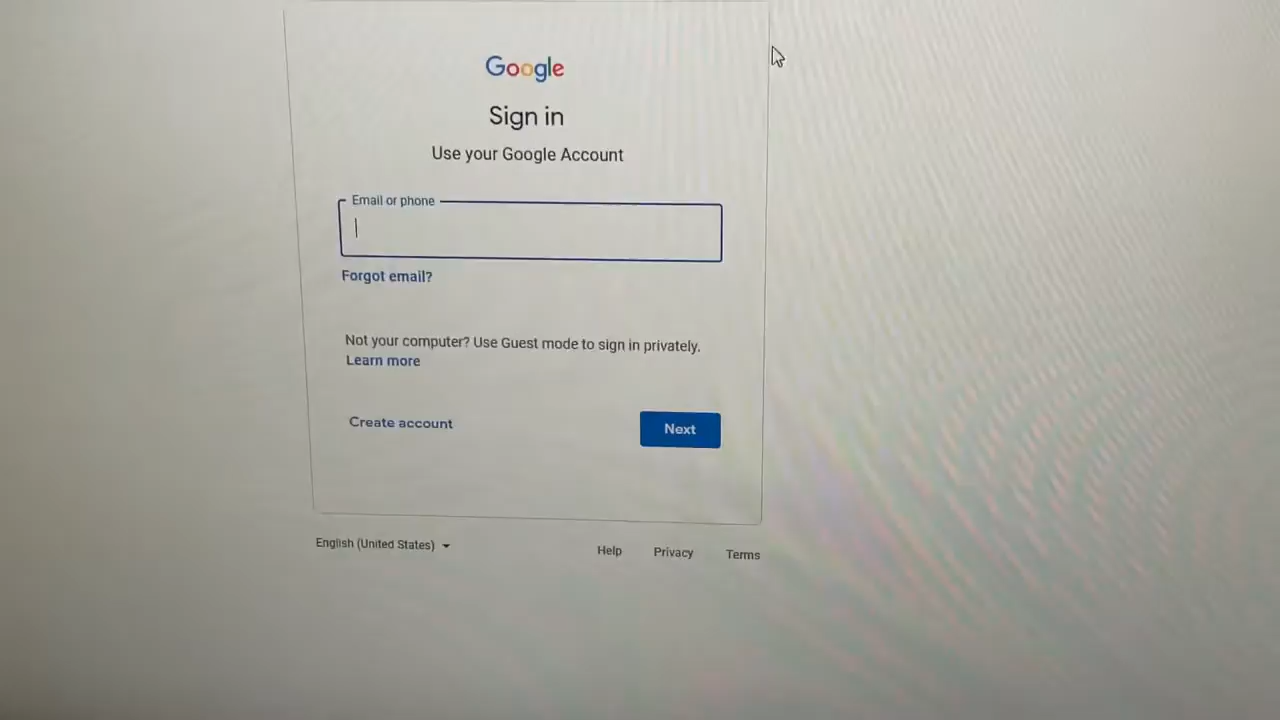 Google
Sign in
Use your Google Account
Email or phone
Forgot email?
Not your computer? Use Guest mode to sign in privately.
Learn more
Create account
Next
English (United States)
Help Privacy Terms